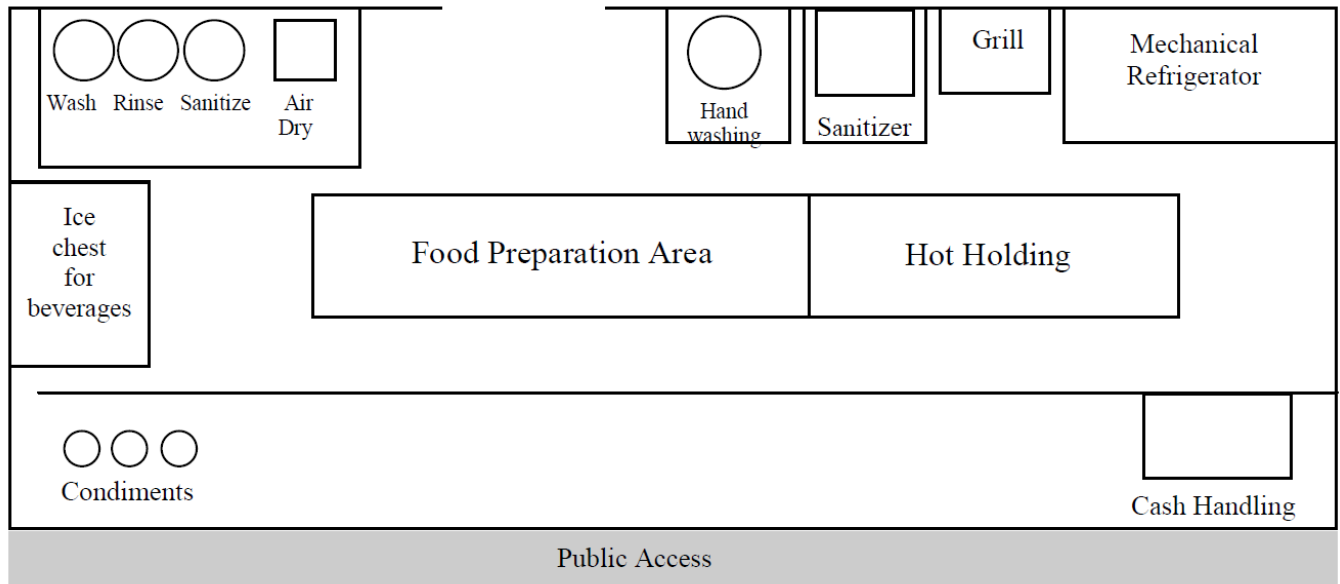 Wash
Rinse
Sanitize
Air
Dry
Hand
washing
Sanitizer
Grill
Mechanical
Refrigerator
Ice
chest
for
beverages
Food Preparation Area
Hot Holding
Condiments
Cash Handling
Public Access